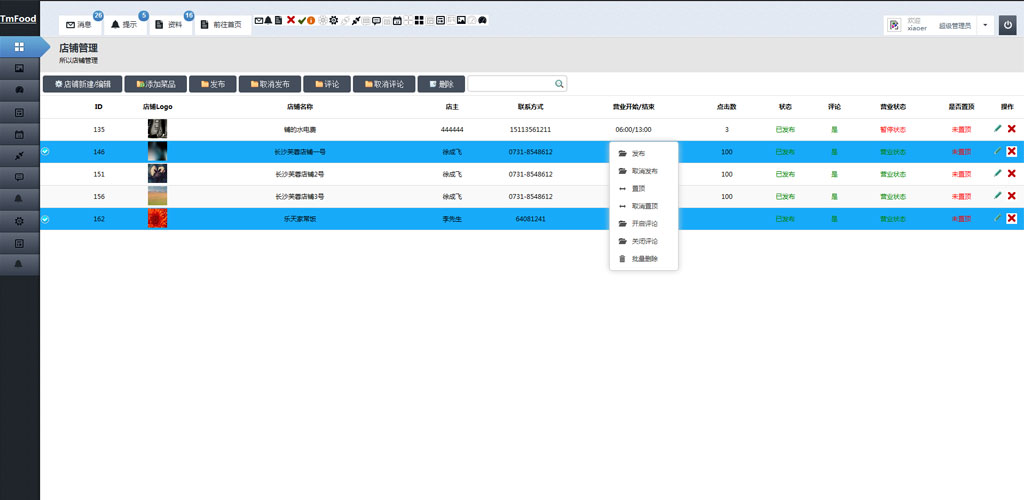 TmFood
消息 26 提示 5 资料 16 前往首页
欢迎
xiaoer 超级管理员
店铺管理
所以店铺管理
店铺新建/编辑 添加菜品 发布 取消发布 评论 取消评论 删除
ID 店铺Logo 店铺名称 店主 联系方式 营业开始/结束 点击数 状态 评论 营业状态 是否置顶 操作
135 铺的水电费 444444 15113561211 06:00/13:00 3 已发布 是 暂停状态 未置顶
146 长沙芙蓉店铺一号 徐成飞 0731-8548612 100 已发布 是 营业状态 未置顶
151 长沙芙蓉店铺2号 徐成飞 0731-8548612 100 已发布 是 营业状态 未置顶
156 长沙芙蓉店铺3号 徐成飞 0731-8548612 100 已发布 是 营业状态 未置顶
162 乐天家常饭 李先生 64081241 已发布 是 营业状态 未置顶
发布
取消发布
置顶
取消置顶
开启评论
关闭评论
批量删除